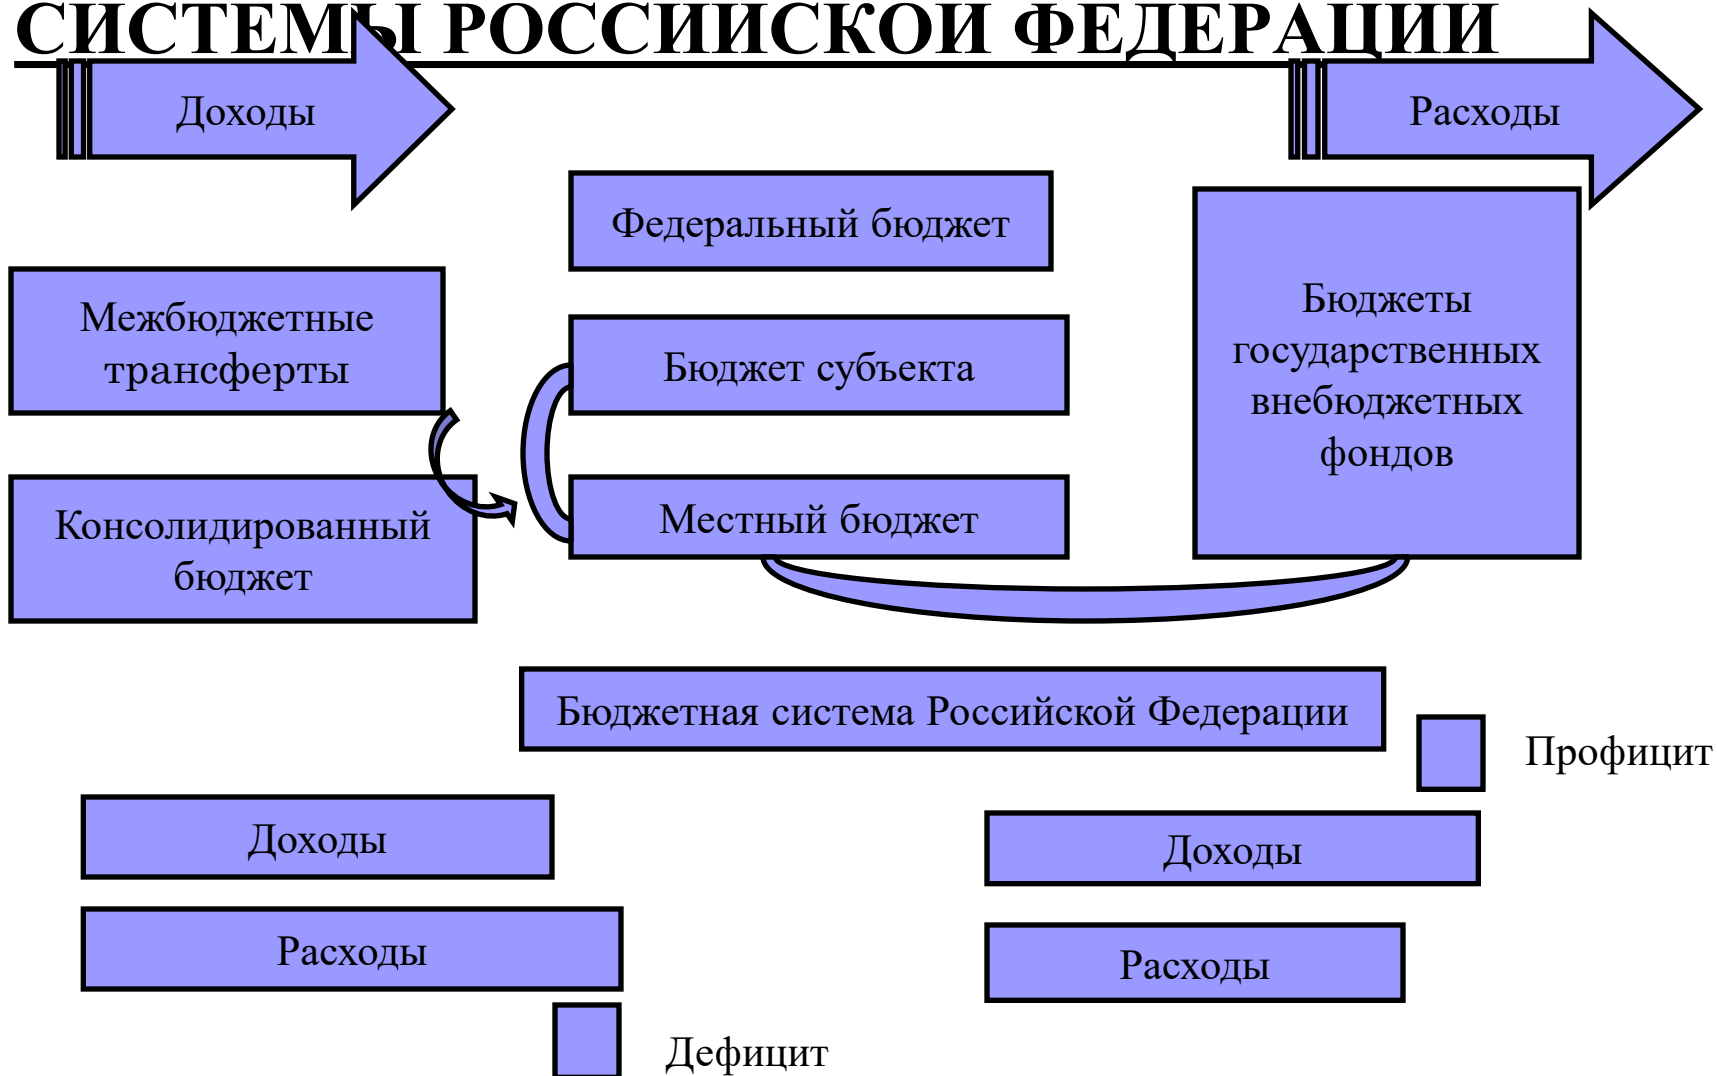 СИСТЕМЫ РОССИЙСКОЙ ФЕДЕРАЦИИ
Доходы
Расходы
Федеральный бюджет
Межбюджетные
трансферты
Бюджет субъекта
Бюджеты
государственных
внебюджетных
фондов
Консолидированный
бюджет
Местный бюджет
Бюджетная система Российской Федерации
Профицит
Доходы
Доходы
Расходы
Расходы
Дефицит